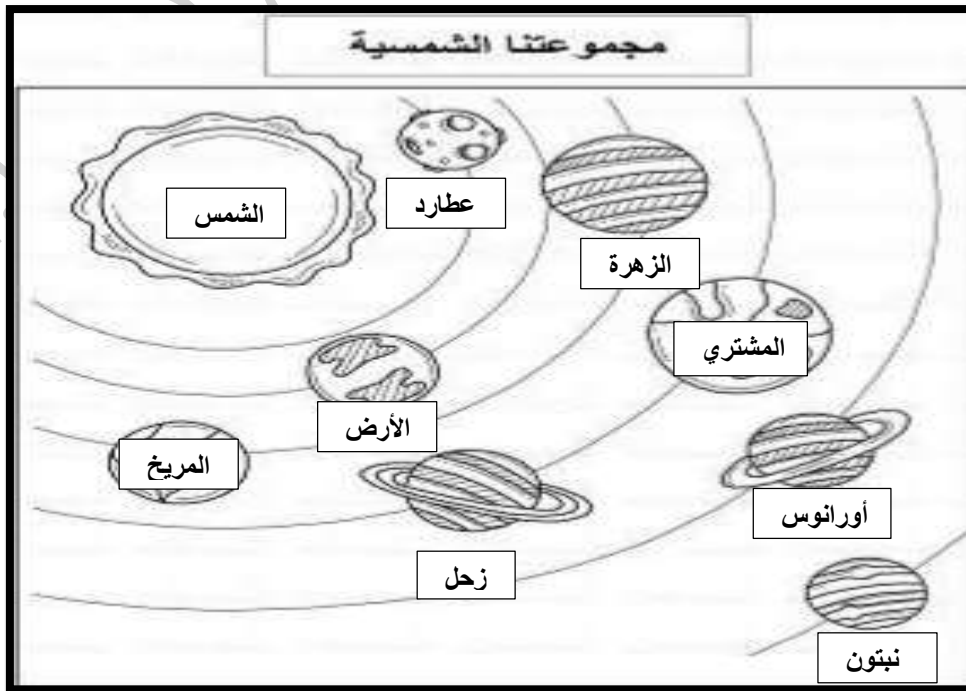 مجموعتنا الشمسية
الشمس
عطارد
الزهرة
المشتري
الأرض
المريخ
أورانوس
زحل
نبتون